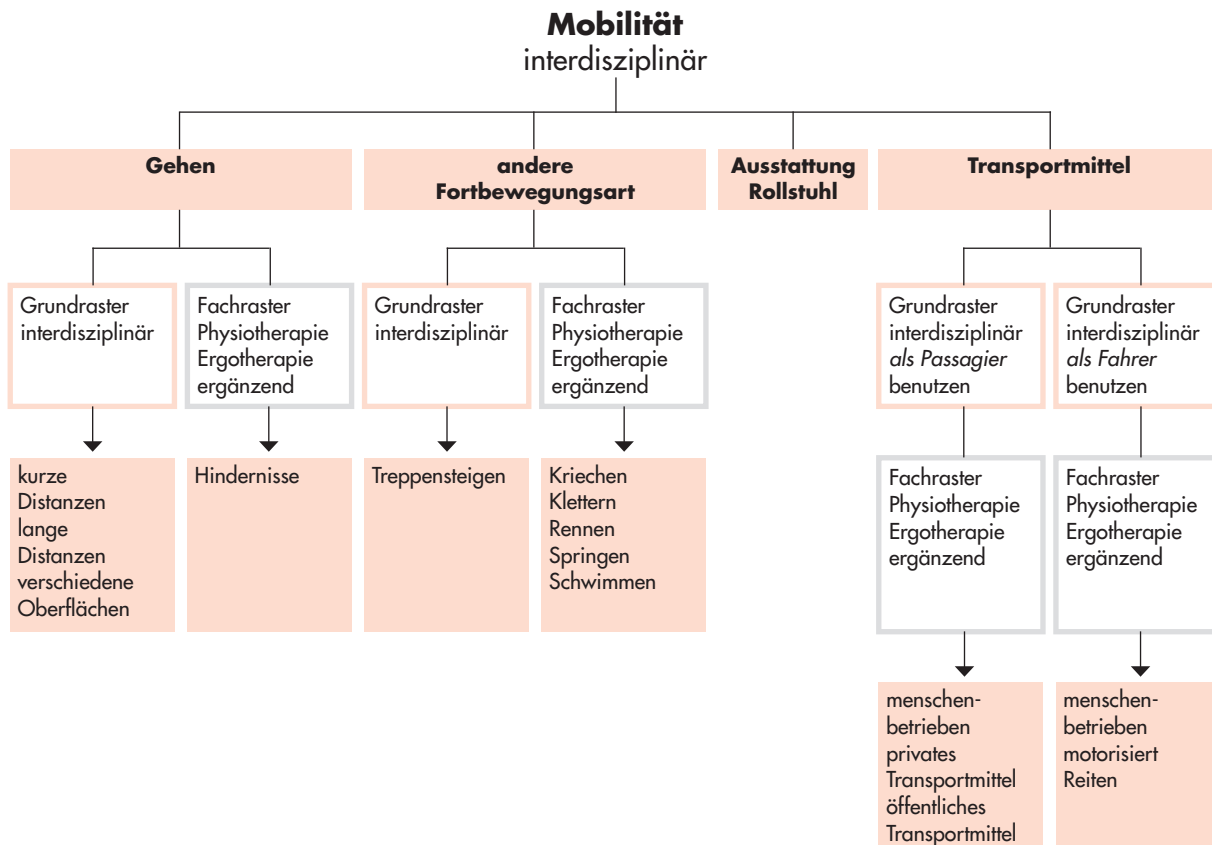 Mobilität
interdisziplinär
Gehen
andere
Fortbewegungsart
Ausstattung
Rollstuhl
Transportmittel
Grundraster
interdisziplinär
Fachraster
Physiotherapie
Ergotherapie
ergänzend
Grundraster
interdisziplinär
Fachraster
Physiotherapie
Ergotherapie
ergänzend
Grundraster
interdisziplinär
als Passagier
benutzen
Grundraster
interdisziplinär
als Fahrer
benutzen
kurze
Distanzen
lange
Distanzen
verschiedene
Oberflächen
Hindernisse
Treppensteigen
Kriechen
Klettern
Rennen
Springen
Schwimmen
Fachraster
Physiotherapie
Ergotherapie
ergänzend
Fachraster
Physiotherapie
Ergotherapie
ergänzend
menschen-
betrieben
privates
Transportmittel
öffentliches
Transportmittel
menschen-
betrieben
motorisiert
Reiten